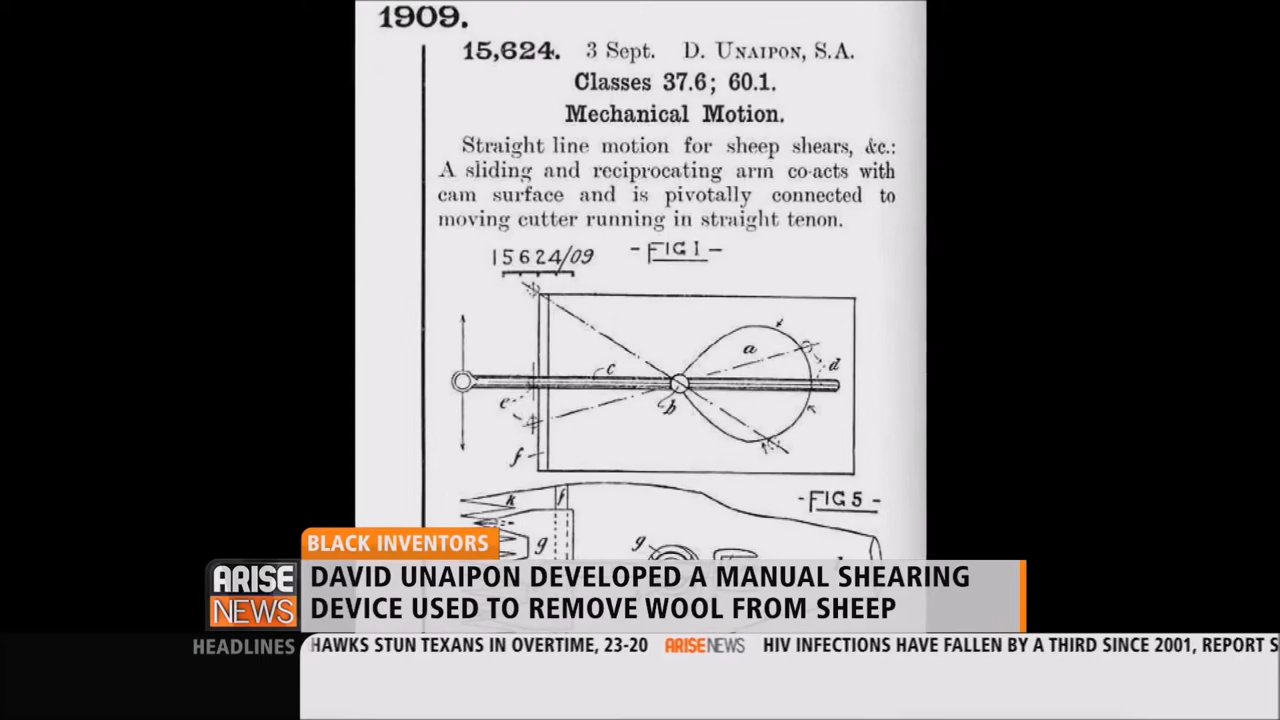 1909.
15,624. 3 Sept. D. UNAIPON, S.A.
Classes 37.6; 60.1.
Mechanical Motion.
Straight line motion for sheep shears, &c.:
A sliding and reciprocating arm co-acts with
cam surface and is pivotally connected to
moving cutter running in straight tenon.
15624/09 - FIG 1 -
a
d
c
e
b
f
- FIG 5 -
k f
g g
BLACK INVENTORS
ARISE NEWS
DAVID UNAIPON DEVELOPED A MANUAL SHEARING
DEVICE USED TO REMOVE WOOL FROM SHEEP
HEADLINES HAWKS STUN TEXANS IN OVERTIME, 23-20 ARISENEWS HIV INFECTIONS HAVE FALLEN BY A THIRD SINCE 2001, REPORT S